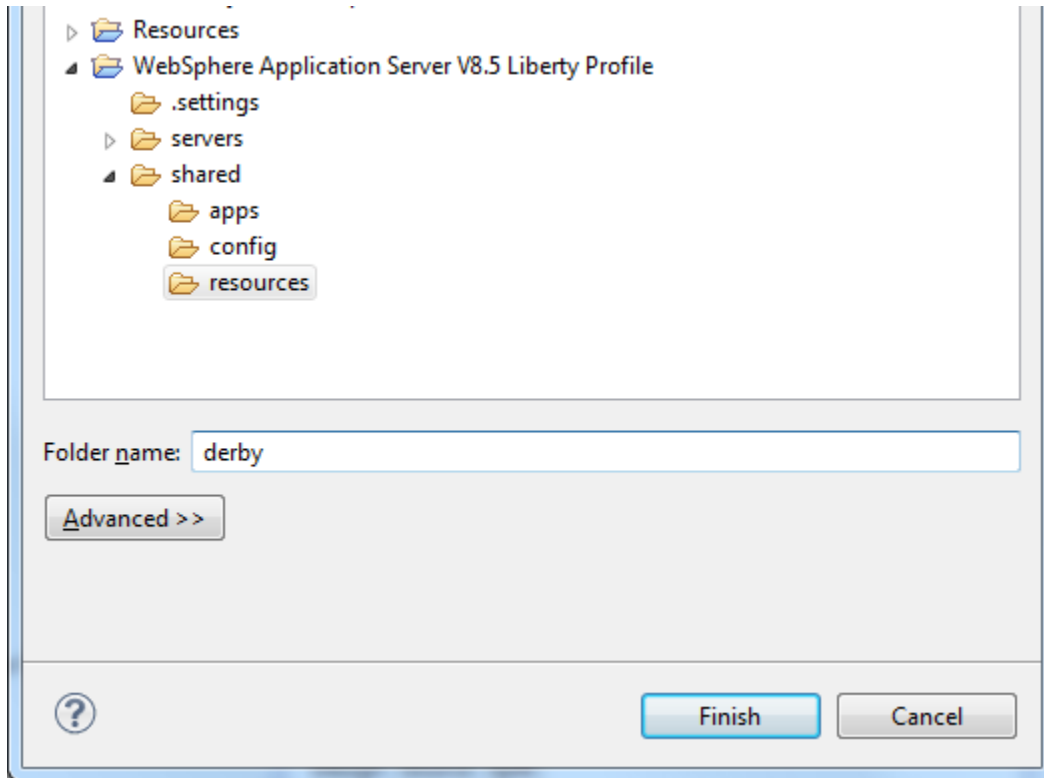 Resources
WebSphere Application Server V8.5 Liberty Profile
.settings
servers
shared
apps
config
resources
Folder name: derby
Advanced >>
?
Finish Cancel